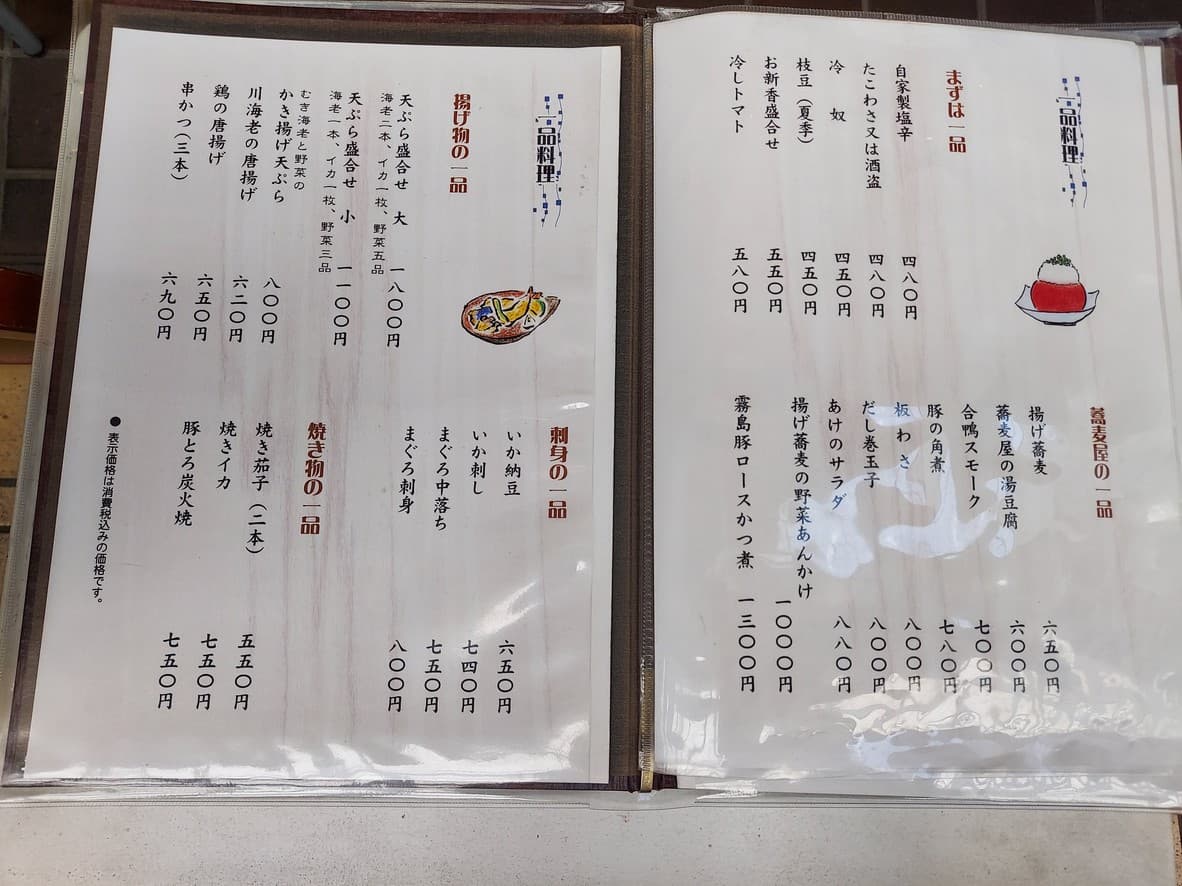 一品料理
まずは一品
自家製塩辛 四八〇円
たこわさ又は酒盗 四八〇円
冷 奴 四五〇円
枝豆（夏季） 四五〇円
お新香盛合せ 五五〇円
冷しトマト 五八〇円
蕎麦屋の一品
揚げ蕎麦 六五〇円
蕎麦屋の湯豆腐 六〇〇円
合鴨スモーク 七〇〇円
豚の角煮 七八〇円
板わさ 八〇〇円
だし巻玉子 八〇〇円
あけのサラダ 八八〇円
揚げ蕎麦の野菜あんかけ 一〇〇〇円
霧島豚ロースかつ煮 一三〇〇円
一品料理
揚げ物の一品
天ぷら盛合せ 大 一八〇〇円
海老二本、イカ一枚、野菜五品
天ぷら盛合せ 小 一一〇〇円
海老一本、イカ一枚、野菜三品
むき海老と野菜の
かき揚げ天ぷら 八〇〇円
川海老の唐揚げ 六二〇円
鶏の唐揚げ 六五〇円
串かつ（三本） 六九〇円
刺身の一品
いか納豆 六五〇円
いか刺し 七四〇円
まぐろ中落ち 七五〇円
まぐろ刺身 八〇〇円
焼き物の一品
焼き茄子（二本） 五五〇円
焼きイカ 七五〇円
豚とろ炭火焼 七五〇円
●表示価格は消費税込みの価格です。